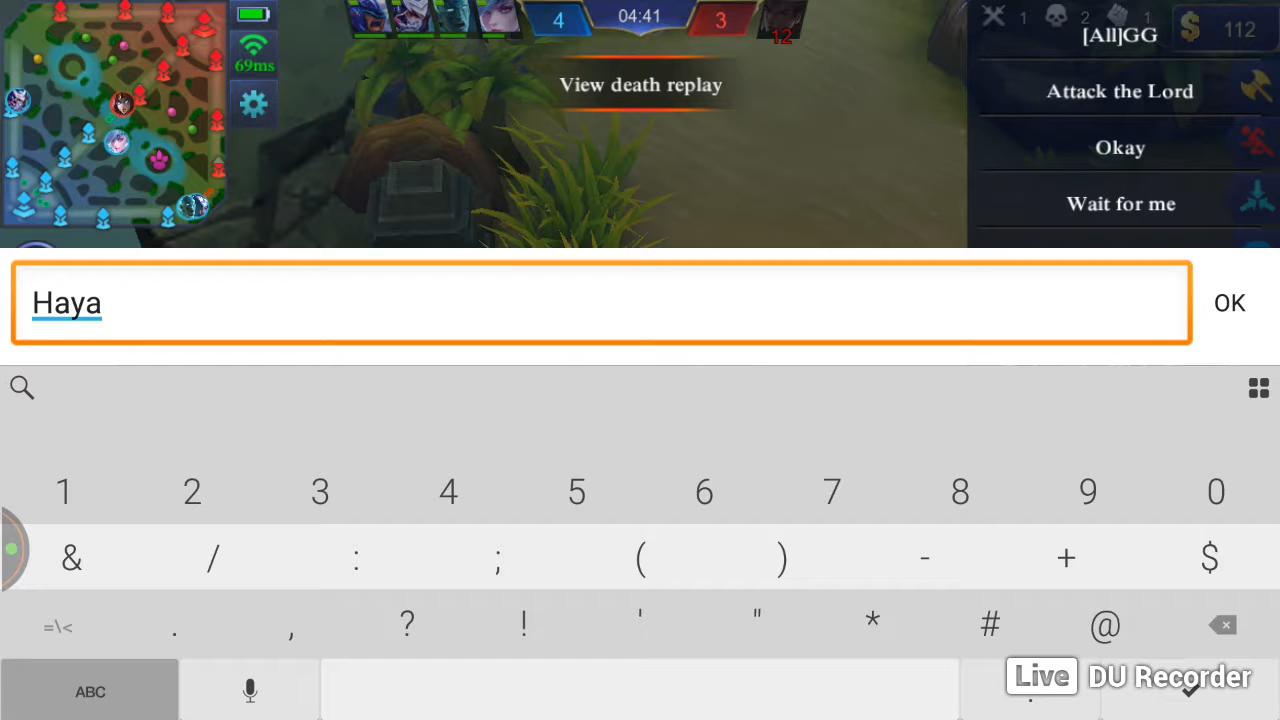 4 04:41 3
12
69ms
1 2 1
[All]GG
$ 112
View death replay
Attack the Lord
Okay
Wait for me
Haya
OK
1 2 3 4 5 6 7 8 9 0
& / : ; ( ) - + $
=\< . , ? ! ' " * # @
ABC .
Live DU Recorder